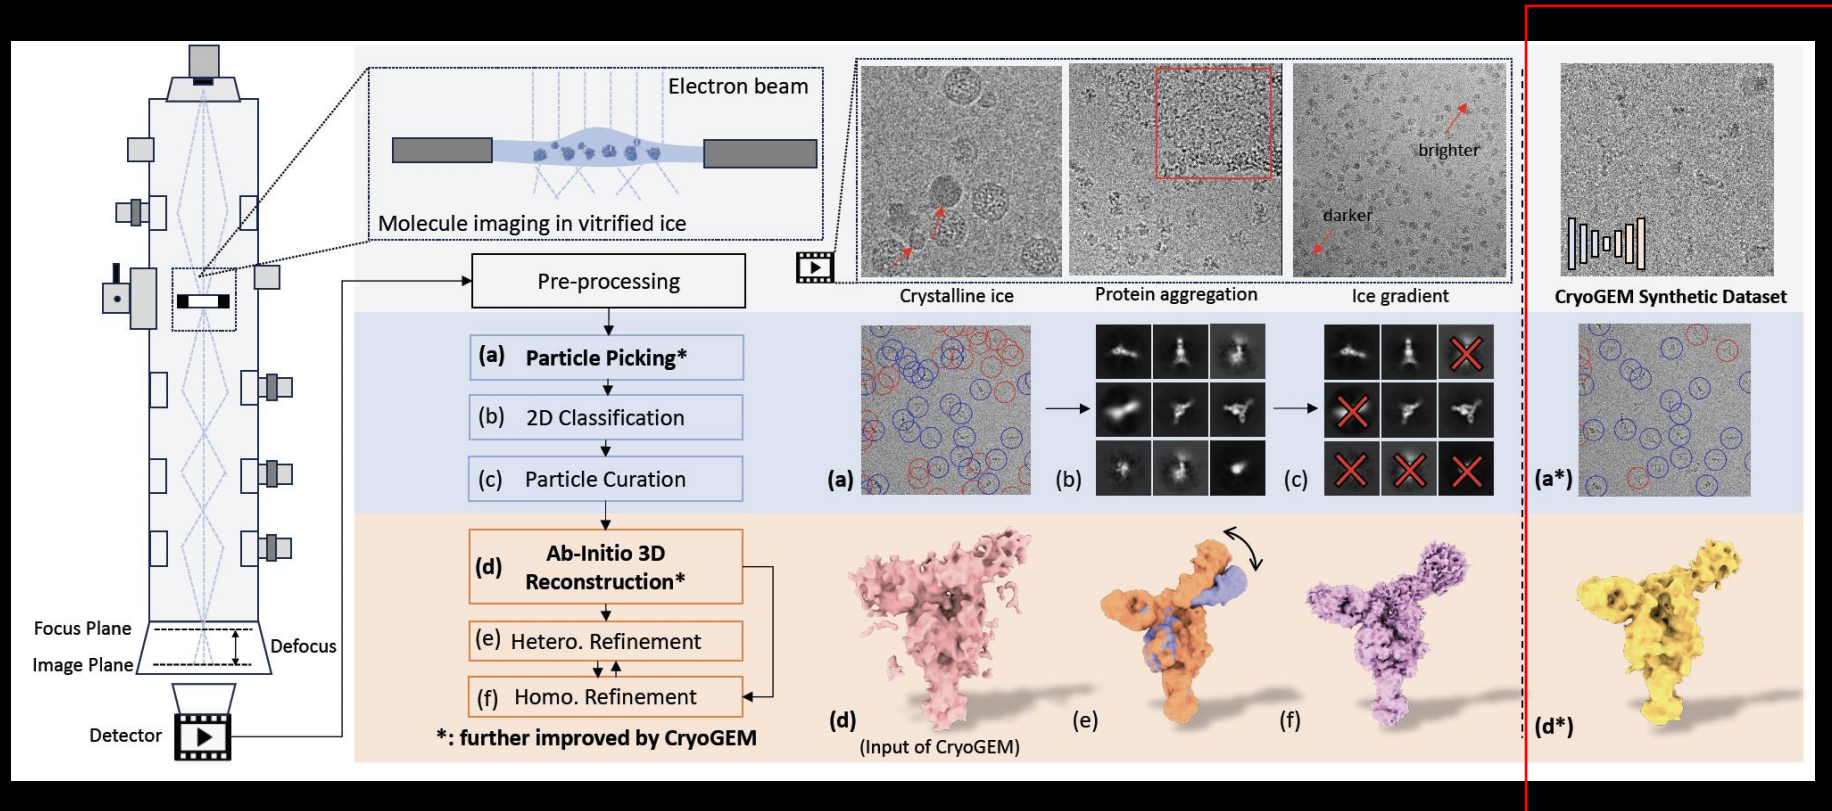 Electron beam
Molecule imaging in vitrified ice
brighter
darker
Crystalline ice
Protein aggregation
Ice gradient
CryoGEM Synthetic Dataset
Pre-processing
(a) Particle Picking*
(b) 2D Classification
(c) Particle Curation
(a)
(b)
(c)
(a*)
(d) Ab-Initio 3D
Reconstruction*
(e) Hetero. Refinement
(f) Homo. Refinement
*: further improved by CryoGEM
(d)
(Input of CryoGEM)
(e)
(f)
(d*)
Focus Plane
Image Plane
Defocus
Detector